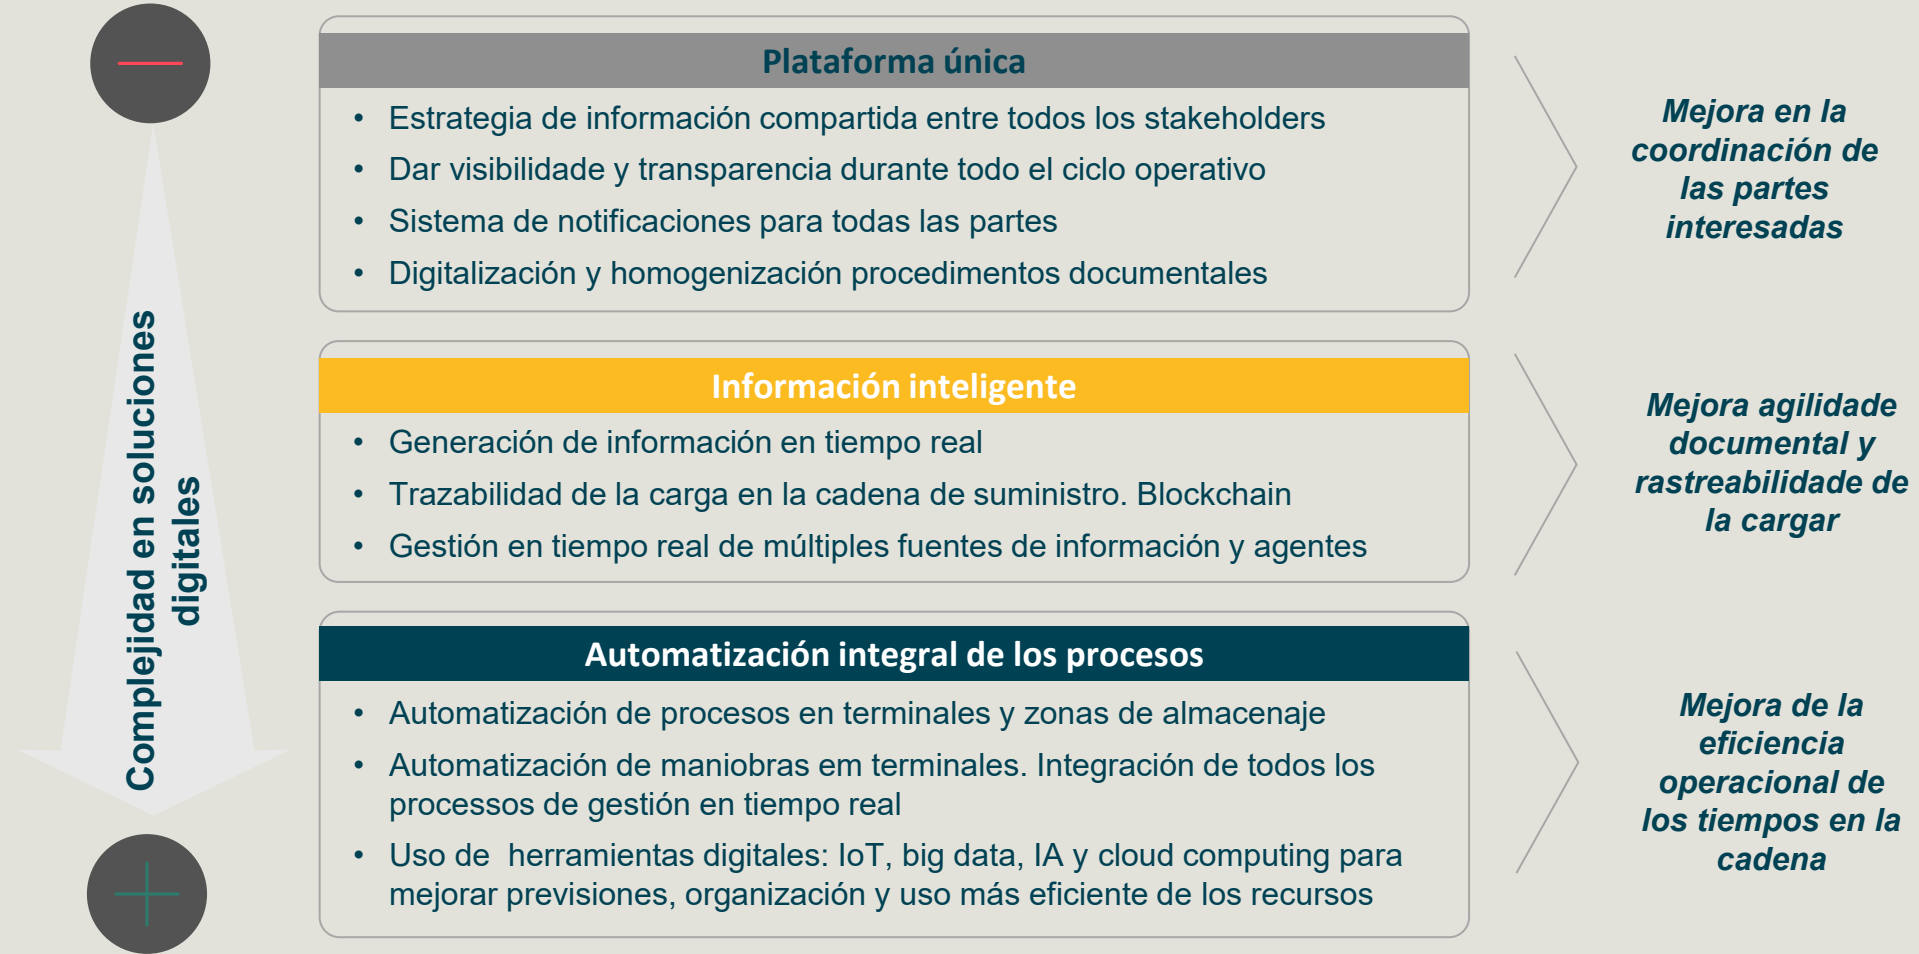 Complejidad en soluciones
digitales
Plataforma única
• Estrategia de información compartida entre todos los stakeholders
• Dar visibilidade y transparencia durante todo el ciclo operativo
• Sistema de notificaciones para todas las partes
• Digitalización y homogenización procedimentos documentales
Mejora en la
coordinación de
las partes
interesadas
Información inteligente
• Generación de información en tiempo real
• Trazabilidad de la carga en la cadena de suministro. Blockchain
• Gestión en tiempo real de múltiples fuentes de información y agentes
Mejora agilidade
documental y
rastreabilidade de
la cargar
Automatización integral de los procesos
• Automatización de procesos en terminales y zonas de almacenaje
• Automatización de maniobras em terminales. Integración de todos los
processos de gestión en tiempo real
• Uso de  herramientas digitales: IoT, big data, IA y cloud computing para
mejorar previsiones, organización y uso más eficiente de los recursos
Mejora de la
eficiencia
operacional de
los tiempos en la
cadena